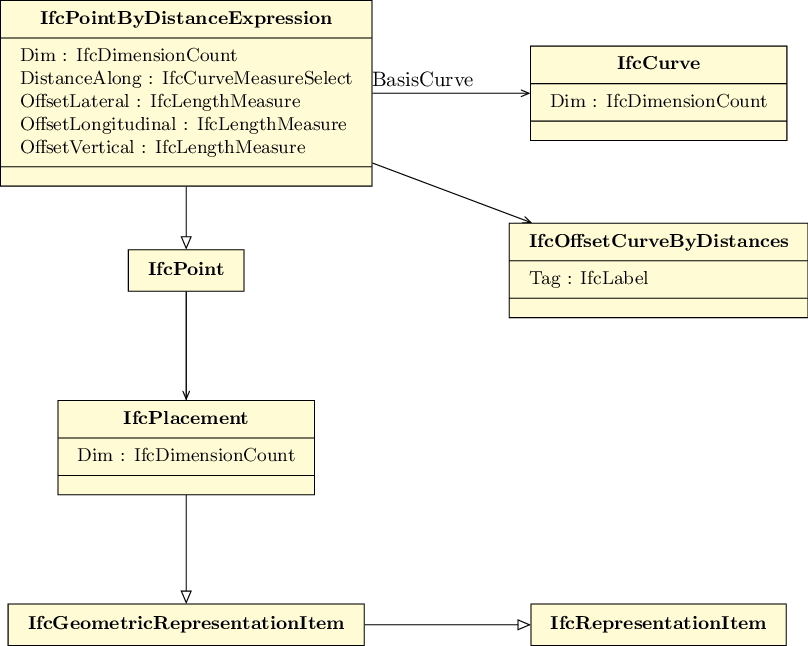 IfcPointByDistanceExpression
Dim : IfcDimensionCount
DistanceAlong : IfcCurveMeasureSelect
OffsetLateral : IfcLengthMeasure
OffsetLongitudinal : IfcLengthMeasure
OffsetVertical : IfcLengthMeasure
BasisCurve
IfcCurve
Dim : IfcDimensionCount
IfcOffsetCurveByDistances
Tag : IfcLabel
IfcPoint
IfcPlacement
Dim : IfcDimensionCount
IfcGeometricRepresentationItem
IfcRepresentationItem